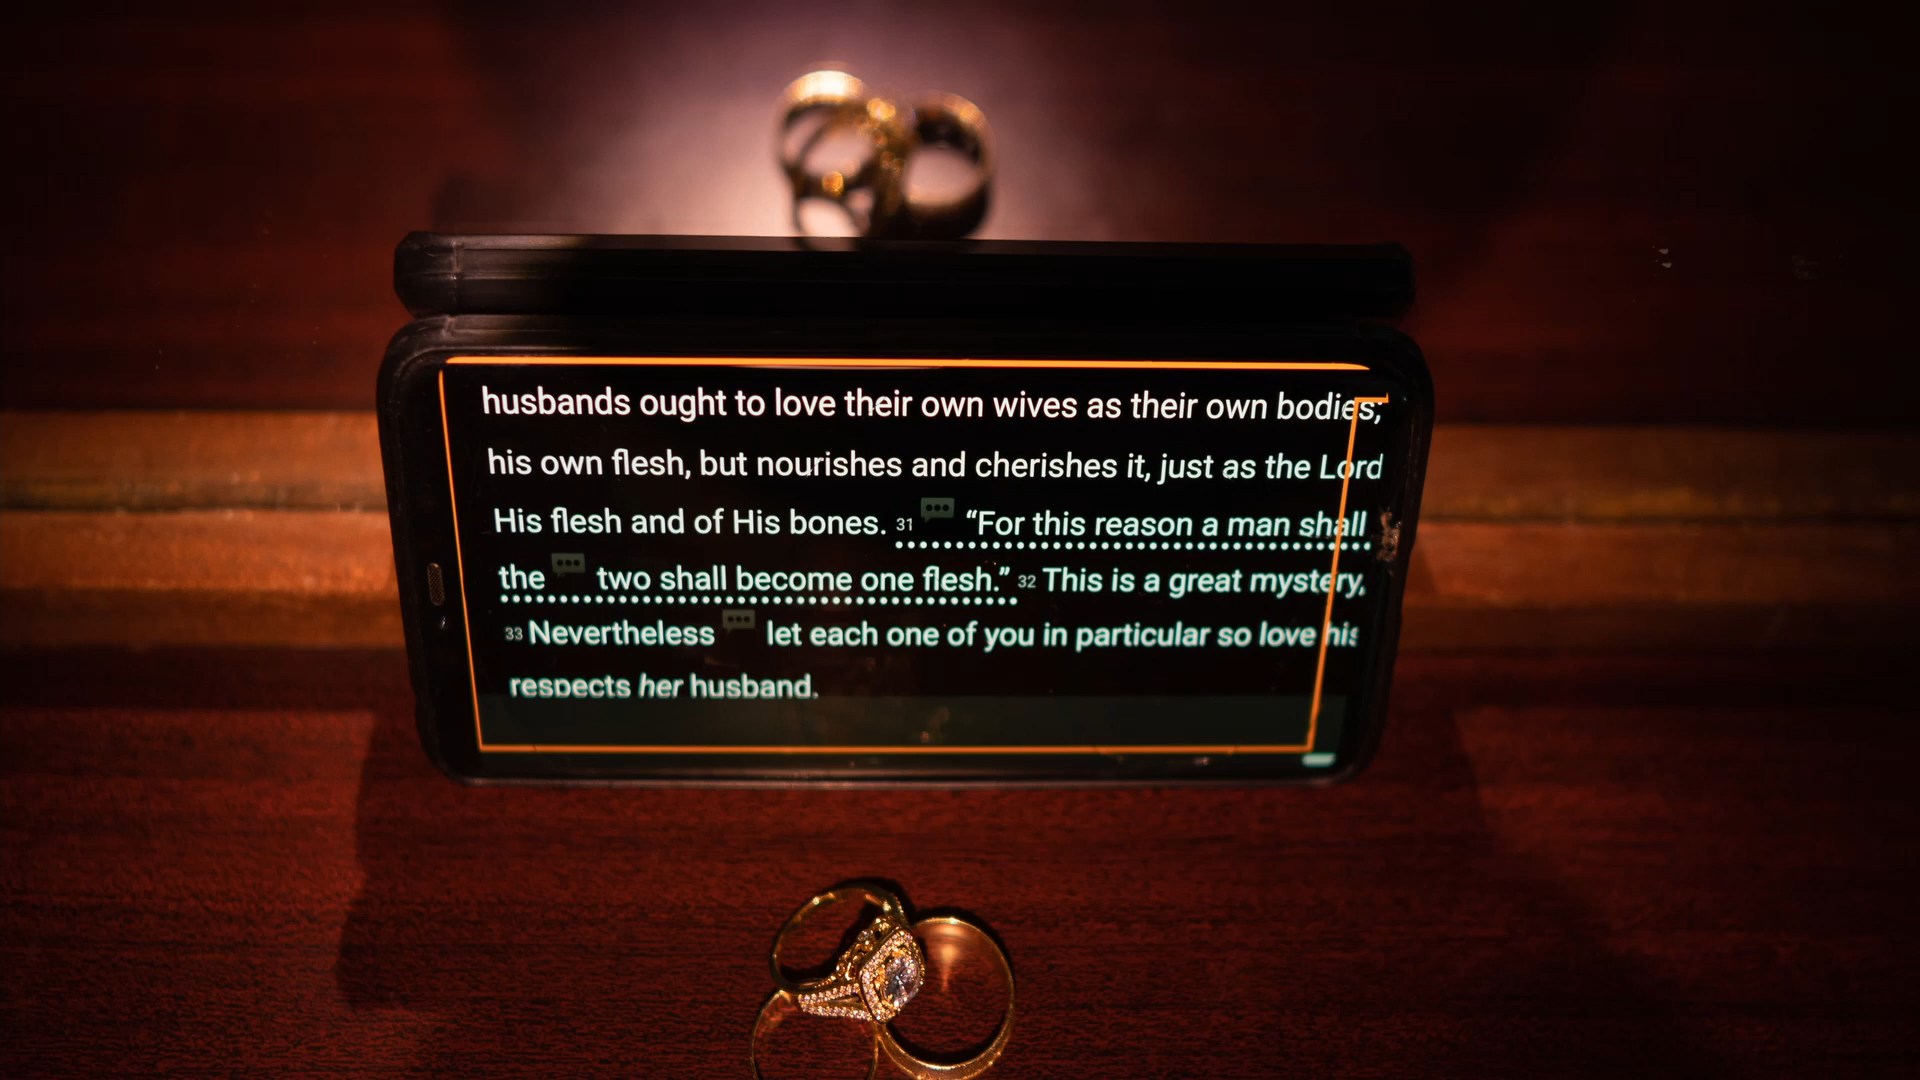 husbands ought to love their own wives as their own bodies;
his own flesh, but nourishes and cherishes it, just as the Lord
His flesh and of His bones. 31 “For this reason a man shall
the two shall become one flesh.” 32 This is a great mystery,
33 Nevertheless let each one of you in particular so love his
respects her husband.